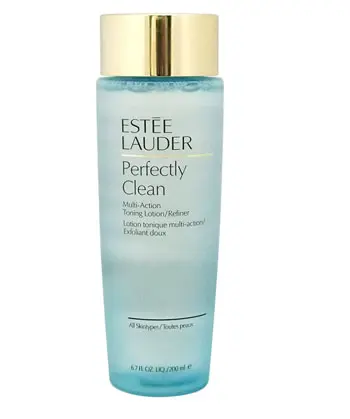 ESTĒE
LAUDER
Perfectly
Clean
Multi-Action
Toning Lotion/Refiner
Lotion tonique multi-action/
Exfoliant doux
All Skintypes/Toutes peaux
6.7 FL.OZ. LIQ./200 ml e